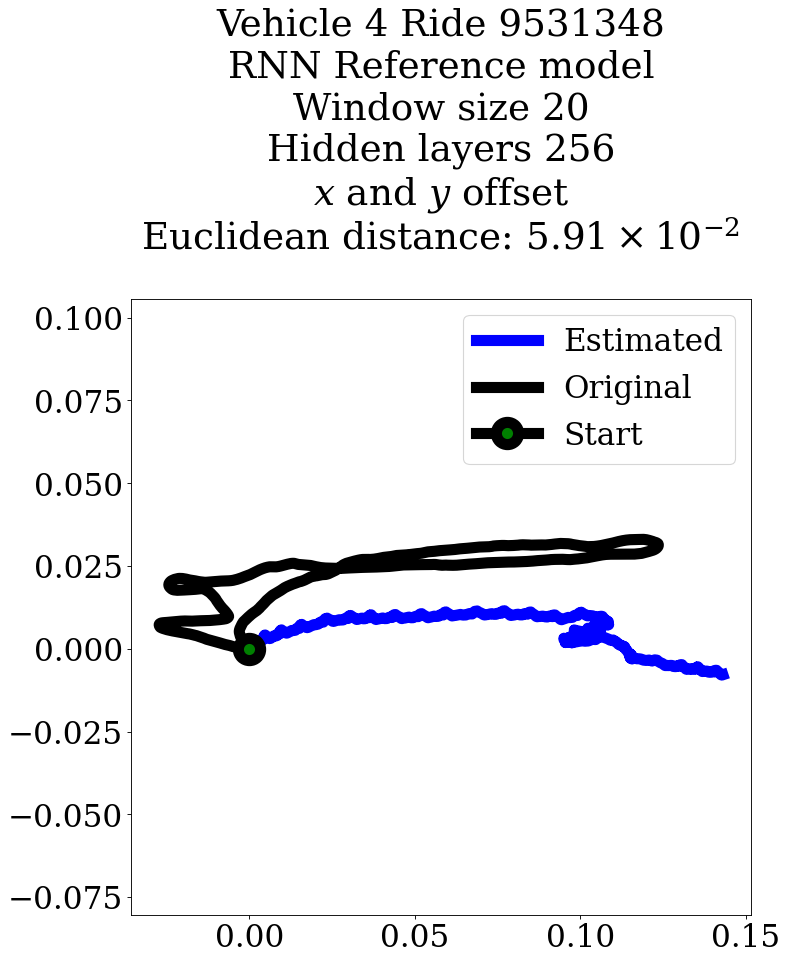 Vehicle 4 Ride 9531348
RNN Reference model
Window size 20
Hidden layers 256
x and y offset
Euclidean distance: 5.91 × 10⁻²
0.100
0.075
0.050
0.025
0.000
−0.025
−0.050
−0.075
Estimated
Original
Start
0.00 0.05 0.10 0.15